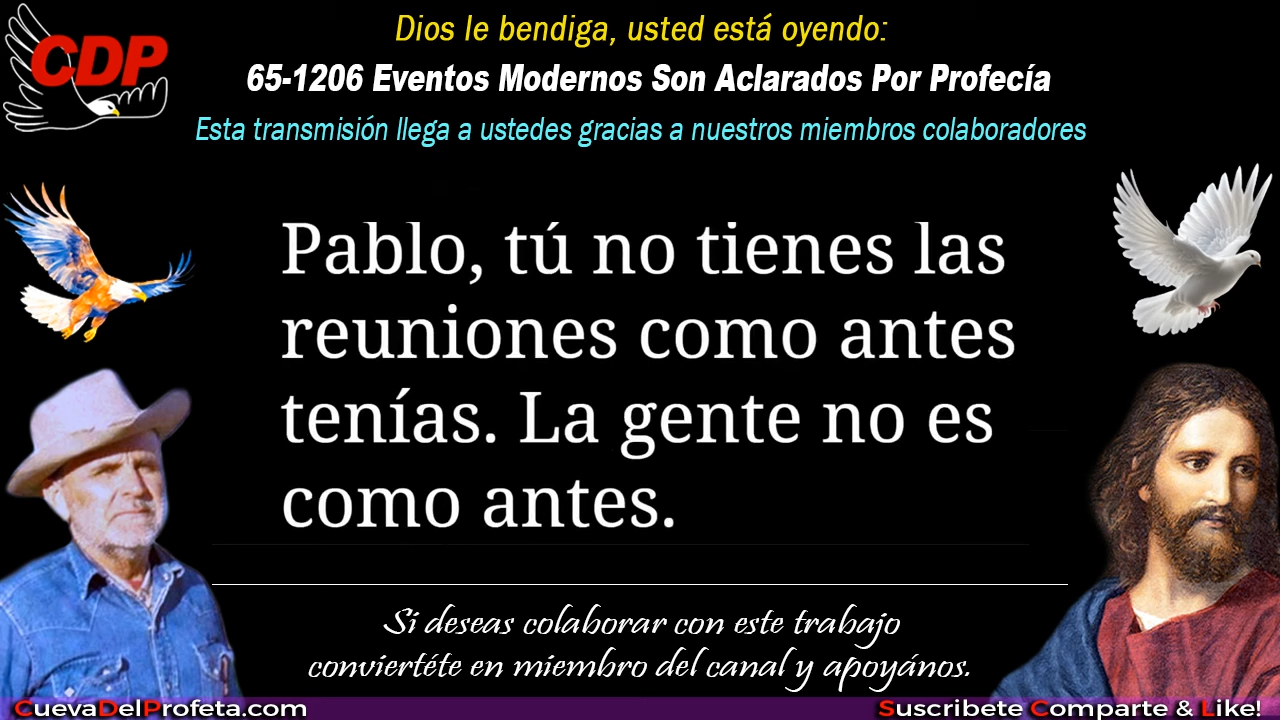 CDP
Dios le bendiga, usted está oyendo:
65-1206 Eventos Modernos Son Aclarados Por Profecía
Esta transmisión llega a ustedes gracias a nuestros miembros colaboradores
Pablo, tú no tienes las
reuniones como antes
tenías. La gente no es
como antes.
Si deseas colaborar con este trabajo
conviertéte en miembro del canal y apoyános.
CuevaDelProfeta.com
Suscribete Comparte & Like!